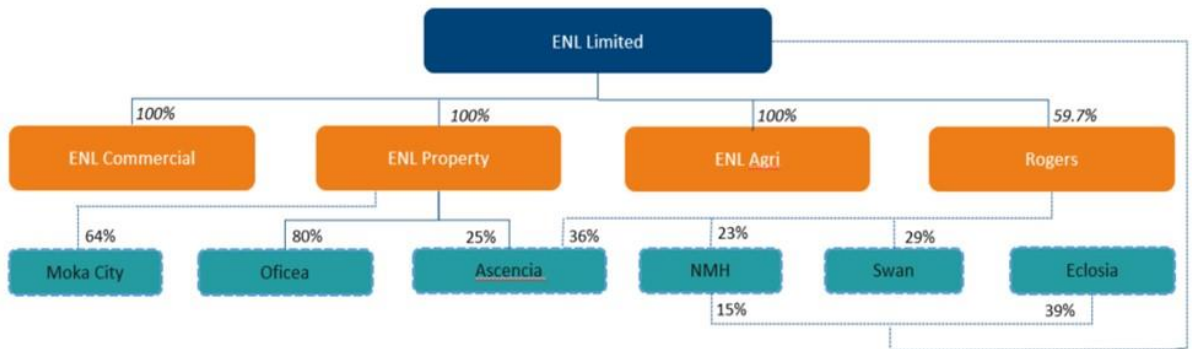 ENL Limited
100%
100%
100%
59.7%
ENL Commercial
ENL Property
ENL Agri
Rogers
64%
80%
25%
36%
23%
29%
Moka City
Oficea
Ascencia
NMH
Swan
Eclosia
15%
39%